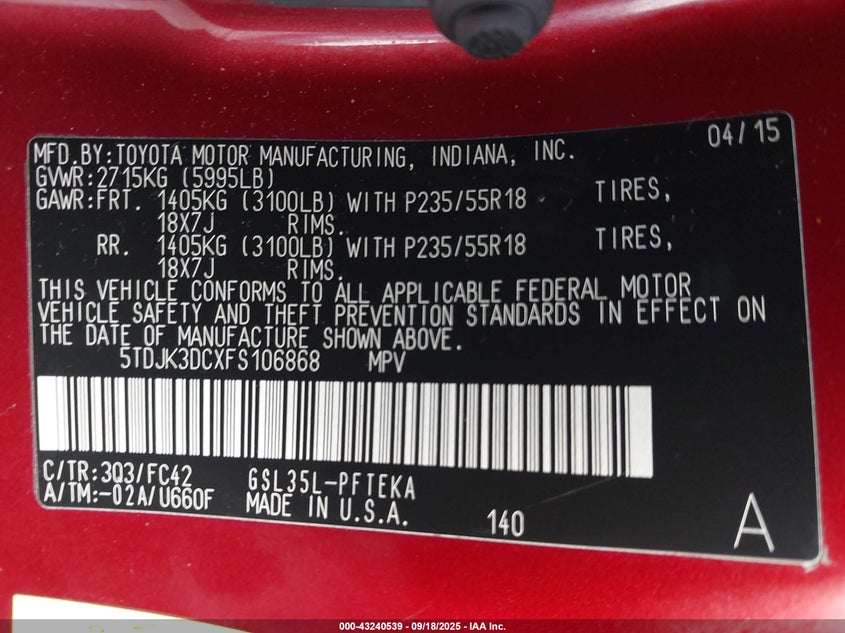 04/15
MFD.BY:TOYOTA MOTOR MANUFACTURING, INDIANA, INC.
GVWR:2715KG (5995LB)
GAWR:FRT. 1405KG (3100LB) WITH P235/55R18 TIRES,
18X7J RIMS.
RR. 1405KG (3100LB) WITH P235/55R18 TIRES,
18X7J RIMS.
THIS VEHICLE CONFORMS TO ALL APPLICABLE FEDERAL MOTOR
VEHICLE SAFETY AND THEFT PREVENTION STANDARDS IN EFFECT ON
THE DATE OF MANUFACTURE SHOWN ABOVE.
5TDJK3DCXFS106868 MPV
C/TR:3Q3/FC42 GSL35L-PFTEKA
A/TM:-02A/U660F MADE IN U.S.A.
140 A
000-43240539 - 09/18/2025 - IAA Inc.